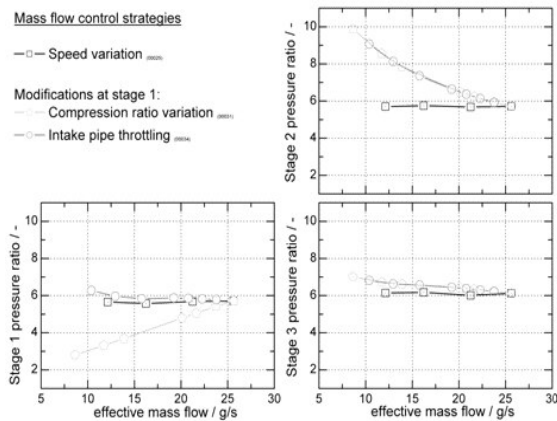 Mass flow control strategies
Speed variation (00025)
Modifications at stage 1:
Compression ratio variation (00031)
Intake pipe throttling (00034)
Stage 2 pressure ratio / -
10
8
6
4
2
Stage 1 pressure ratio / -
10
8
6
4
2
5 10 15 20 25 30
effective mass flow / g/s
Stage 3 pressure ratio / -
10
8
6
4
2
5 10 15 20 25 30
effective mass flow / g/s